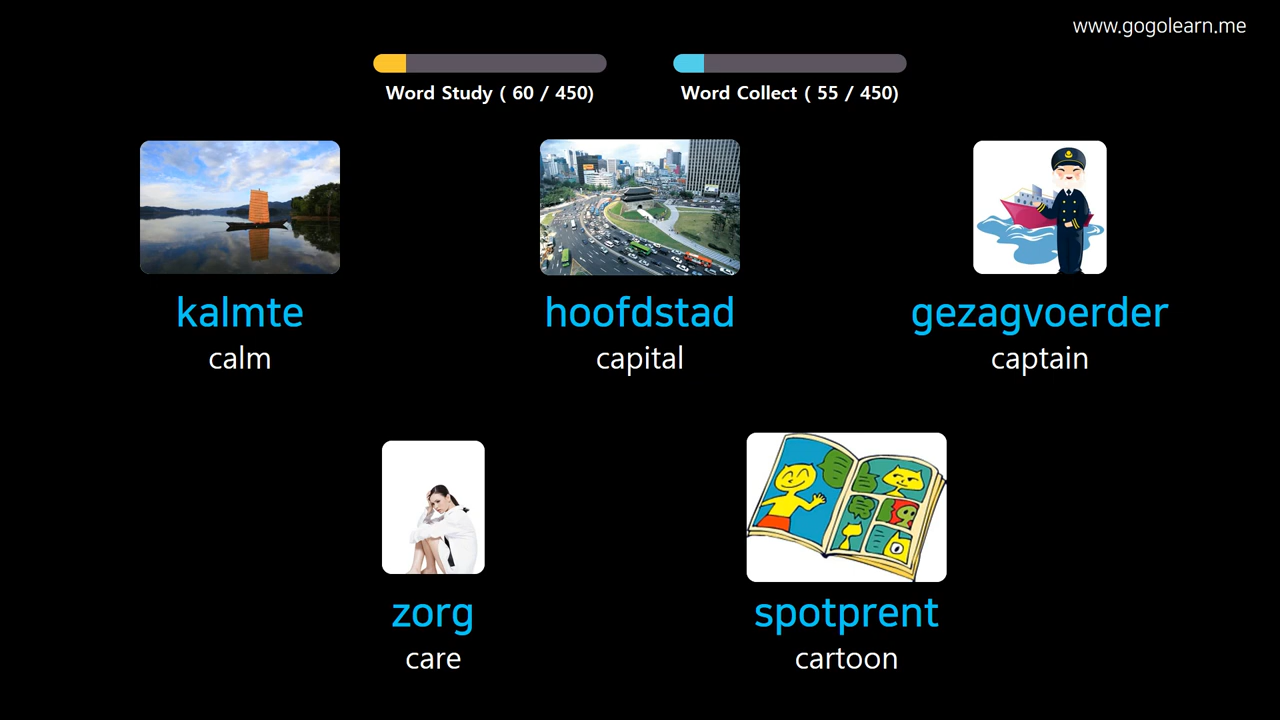 www.gogolearn.me
Word Study ( 60 / 450)
Word Collect ( 55 / 450)
kalmte
calm
hoofdstad
capital
gezagvoerder
captain
zorg
care
spotprent
cartoon